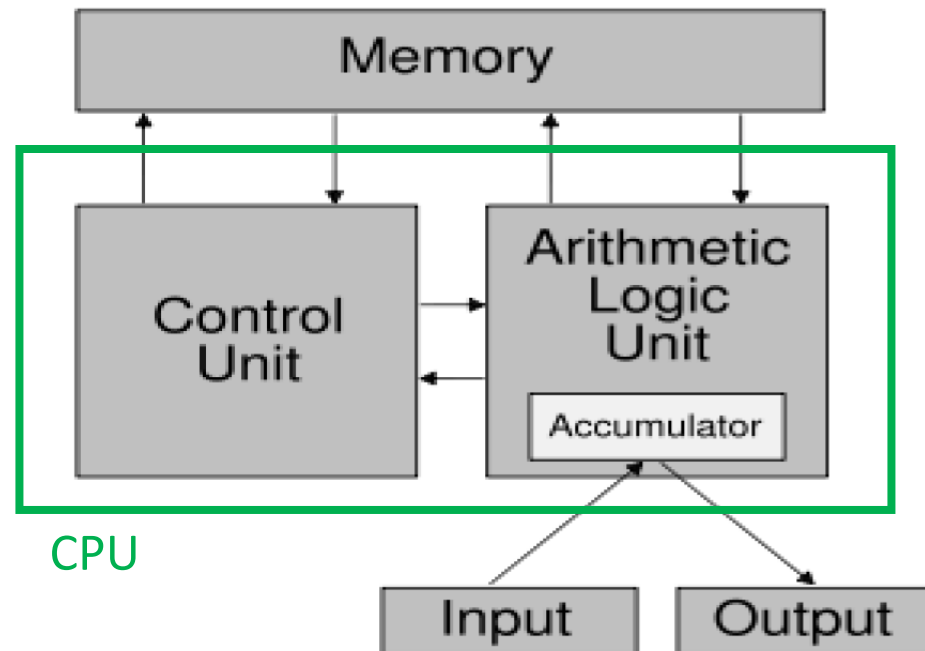 Memory
Control
Unit
Arithmetic
Logic
Unit
Accumulator
CPU
Input
Output